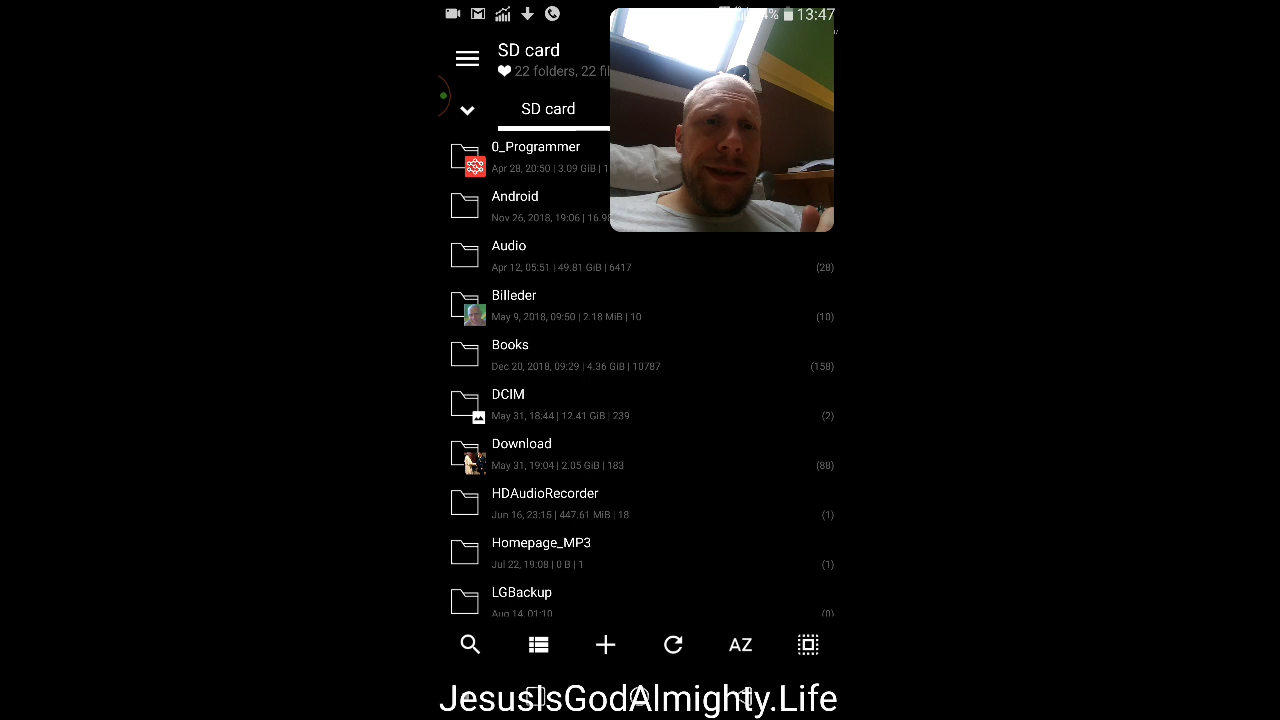 13:47
SD card
22 folders, 22 fil
SD card
0_Programmer
Apr 28, 20:50 | 3.09 GiB | 1
Android
Nov 26, 2018, 19:06 | 16.9
Audio
Apr 12, 05:51 | 49.81 GiB | 6417 (28)
Billeder
May 9, 2018, 09:50 | 2.18 MiB | 10 (10)
Books
Dec 20, 2018, 09:29 | 4.36 GiB | 10787 (158)
DCIM
May 31, 18:44 | 12.41 GiB | 239 (2)
Download
May 31, 19:04 | 2.05 GiB | 183 (88)
HDAudioRecorder
Jun 16, 23:15 | 447.61 MiB | 18 (1)
Homepage_MP3
Jul 22, 19:08 | 0 B | 1 (1)
LGBackup
Aug 14, 01:10 (0)
AZ
JesusIsGodAlmighty.Life